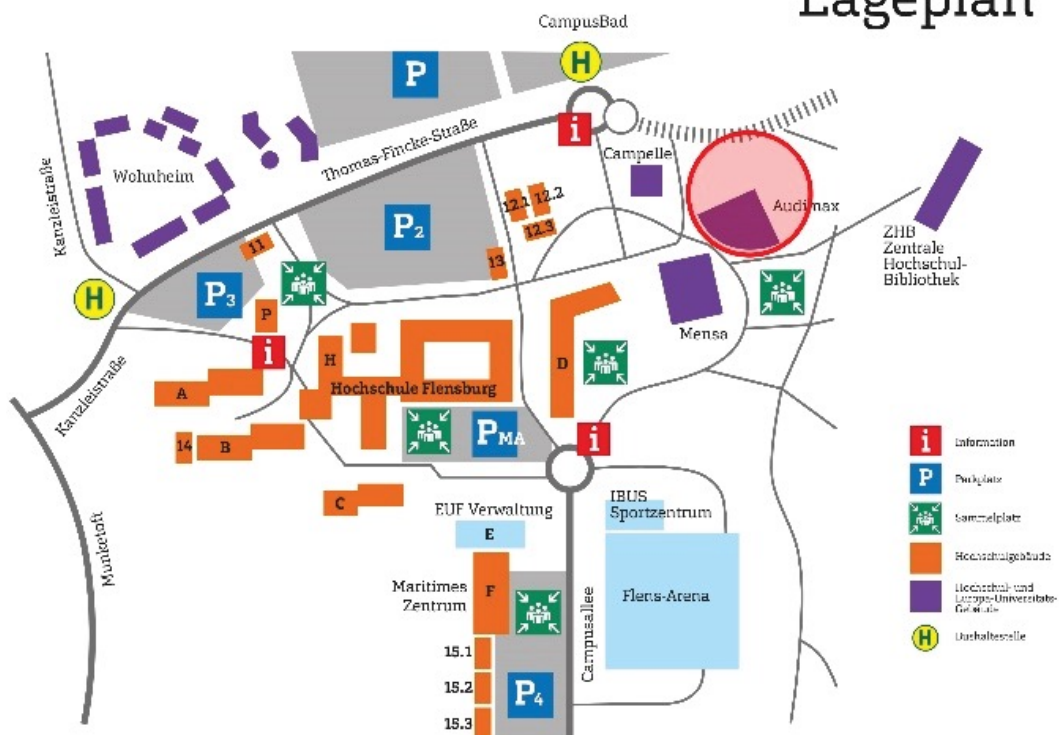 Lageplan
CampusBad
H
P
Thomas-Fincke-Straße
i
Campelle
Kanzleistraße
Wohnheim
12.1
12.2
12.3
Audimax
ZHB
Zentrale
Hochschul-
Bibliothek
P2
11
13
H
P3
P
Mensa
i
H
D
Kanzleistraße
A
Hochschule Flensburg
14
B
PMA
i
C
EUF Verwaltung
E
IBUS
Sportzentrum
Munketoft
Maritimes
Zentrum
F
Flens-Arena
Campusallee
15.1
15.2
P4
15.3
i
Information
P
Parkplatz
Sammelplatz
Hochschulgebäude
Hochschul- und
Europa-Universitäts-
Gebäude
H
Bushaltestelle